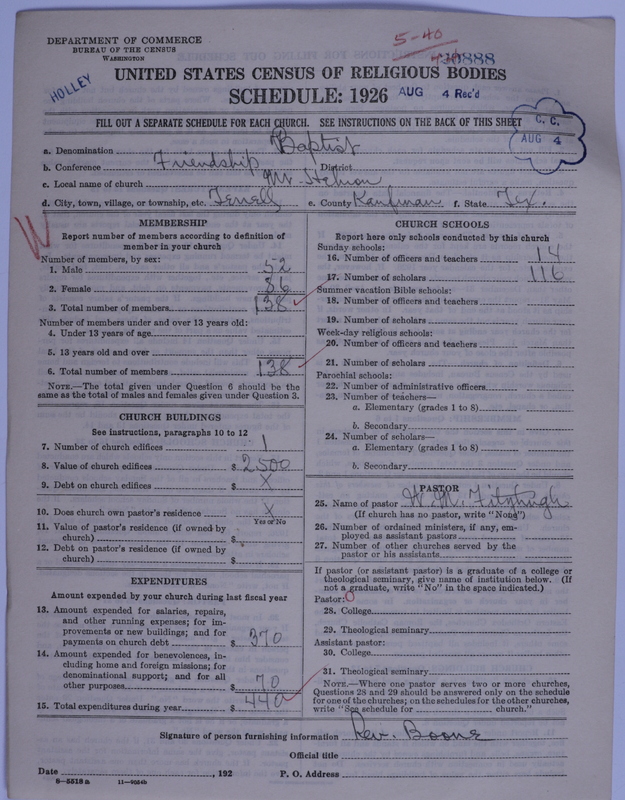 DEPARTMENT OF COMMERCE
BUREAU OF THE CENSUS
WASHINGTON
HOLLEY
5-40
UNITED STATES CENSUS OF RELIGIOUS BODIES
SCHEDULE: 1926
AUG 4 Rec'd
FILL OUT A SEPARATE SCHEDULE FOR EACH CHURCH. SEE INSTRUCTIONS ON THE BACK OF THIS SHEET
C. C.
AUG 4
a. Denomination Baptist
b. Conference Friendship District
c. Local name of church
d. City, town, village, or township, etc. Terrell e. County Kaufman f. State Tex.
MEMBERSHIP
Report number of members according to definition of
member in your church
Number of members, by sex:
1. Male 52
2. Female 86
3. Total number of members 138
Number of members under and over 13 years old:
4. Under 13 years of age
5. 13 years old and over
6. Total number of members 138
NOTE.—The total given under Question 6 should be the
same as the total of males and females given under Question 3.
CHURCH BUILDINGS
See instructions, paragraphs 10 to 12
7. Number of church edifices 1
8. Value of church edifices $ 2500
9. Debt on church edifices $ X
10. Does church own pastor's residence X
Yes or No
11. Value of pastor's residence (if owned by
church) $
12. Debt on pastor's residence (if owned by
church) $
EXPENDITURES
Amount expended by your church during last fiscal year
13. Amount expended for salaries, repairs,
and other running expenses; for im-
provements or new buildings; and for
payments on church debt $ 370
14. Amount expended for benevolences, in-
cluding home and foreign missions; for
denominational support; and for all
other purposes $ 70
15. Total expenditures during year $ 440
CHURCH SCHOOLS
Report here only schools conducted by this church
Sunday schools:
16. Number of officers and teachers 14
17. Number of scholars 116
Summer vacation Bible schools:
18. Number of officers and teachers
19. Number of scholars
Week-day religious schools:
20. Number of officers and teachers
21. Number of scholars
Parochial schools:
22. Number of administrative officers
23. Number of teachers—
a. Elementary (grades 1 to 8)
b. Secondary
24. Number of scholars—
a. Elementary (grades 1 to 8)
b. Secondary
PASTOR
25. Name of pastor W. M. Fitzhugh
(If church has no pastor, write "None")
26. Number of ordained ministers, if any, em-
ployed as assistant pastors
27. Number of other churches served by the
pastor or his assistants
If pastor (or assistant pastor) is a graduate of a college or
theological seminary, give name of institution below. (If
not a graduate, write "No" in the space indicated.)
Pastor: 0
28. College
29. Theological seminary
Assistant pastor:
30. College
31. Theological seminary
NOTE.—Where one pastor serves two or more churches,
Questions 28 and 29 should be answered only on the schedule
for one of the churches; on the schedules for the other churches,
write "See schedule for church."
Signature of person furnishing information Rev. Boone
Official title
Date , 192 P. O. Address
8-5518a 11-9024b